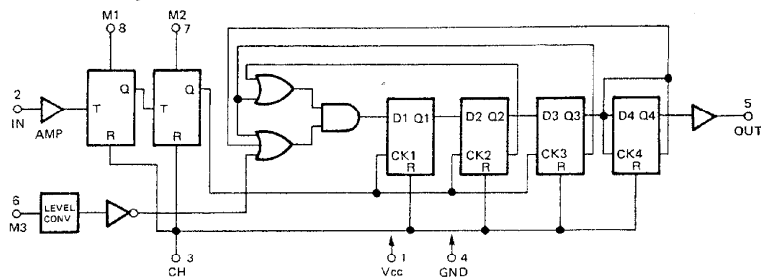 M1
8
M2
7
2
IN
AMP
T
Q
R
T
Q
R
D1 Q1
CK1
R
D2 Q2
CK2
R
D3 Q3
CK3
R
D4 Q4
CK4
R
5
OUT
6
M3
LEVEL
CONV
3
CH
1
Vcc
4
GND